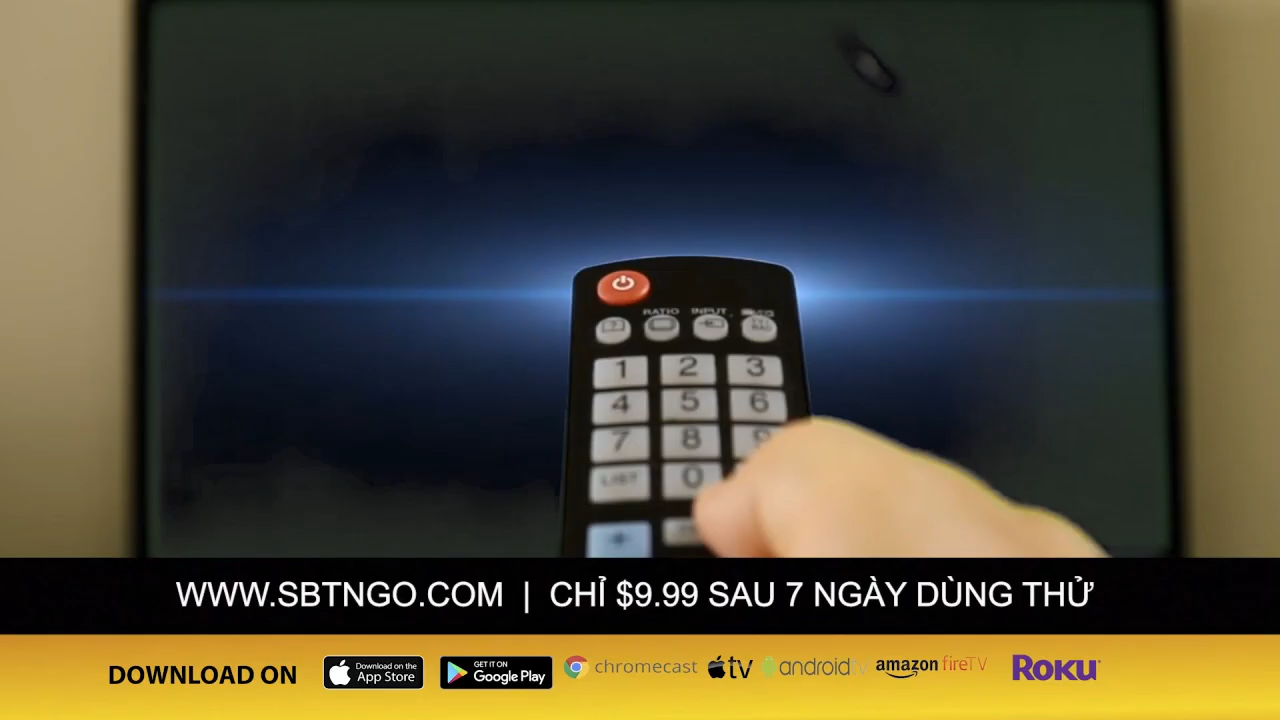 RATIO INPUT
1 2 3
4 5 6
7 8 9
LIST 0
WWW.SBTNGO.COM | CHỈ $9.99 SAU 7 NGÀY DÙNG THỬ
DOWNLOAD ON
Download on the
App Store
GET IT ON
Google Play
chromecast
tv
androidtv
amazon fireTV
ROKU